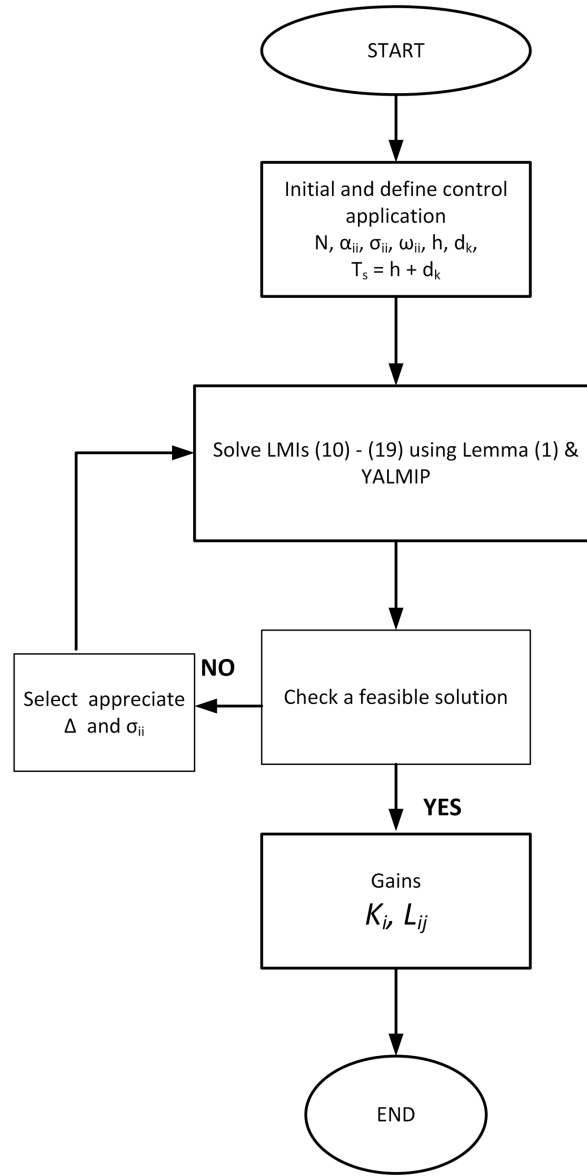 START
Initial and define control
application
N, αᵢᵢ, σᵢᵢ, ωᵢᵢ, h, dₖ,
Tₛ = h + dₖ
Solve LMIs (10) - (19) using Lemma (1) &
YALMIP
NO
Select appreciate
Δ and σᵢᵢ
Check a feasible solution
YES
Gains
Kᵢ, Lᵢⱼ
END